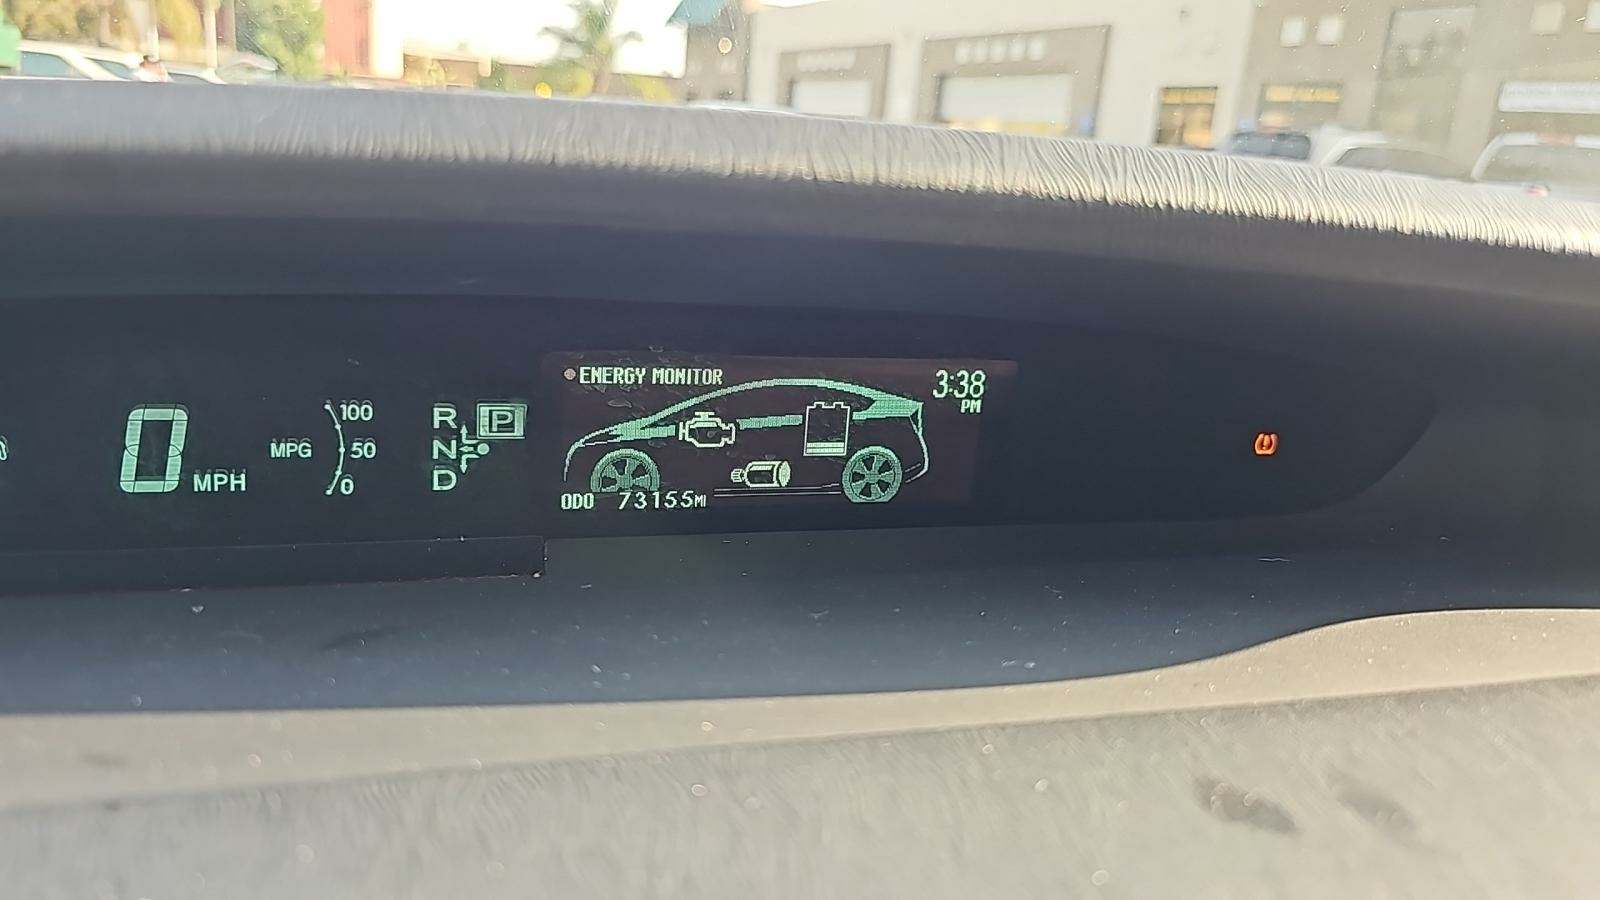 ENERGY MONITOR
3:38
PM
0
MPH
MPG
100
50
0
R
P
N
D
ODO 73155MI